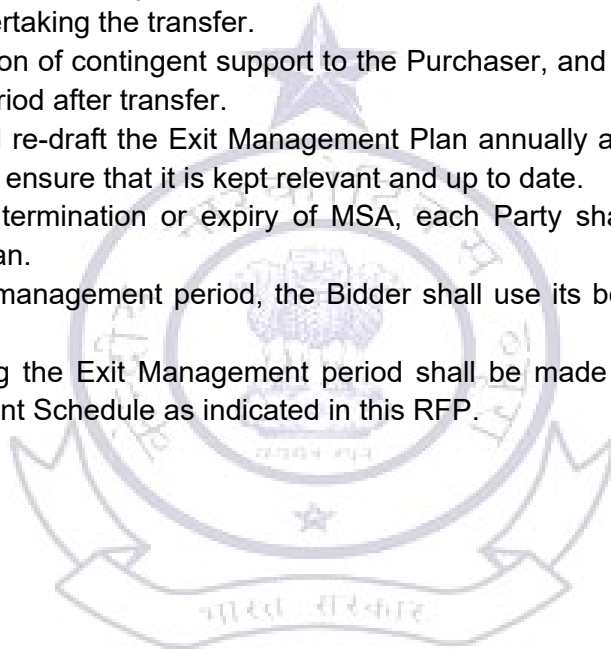 ertaking the transfer.
ion of contingent support to the Purchaser, and
riod after transfer.
l re-draft the Exit Management Plan annually a
ensure that it is kept relevant and up to date.
termination or expiry of MSA, each Party sha
an.
management period, the Bidder shall use its be
g the Exit Management period shall be made
nt Schedule as indicated in this RFP.
भारत सरकार